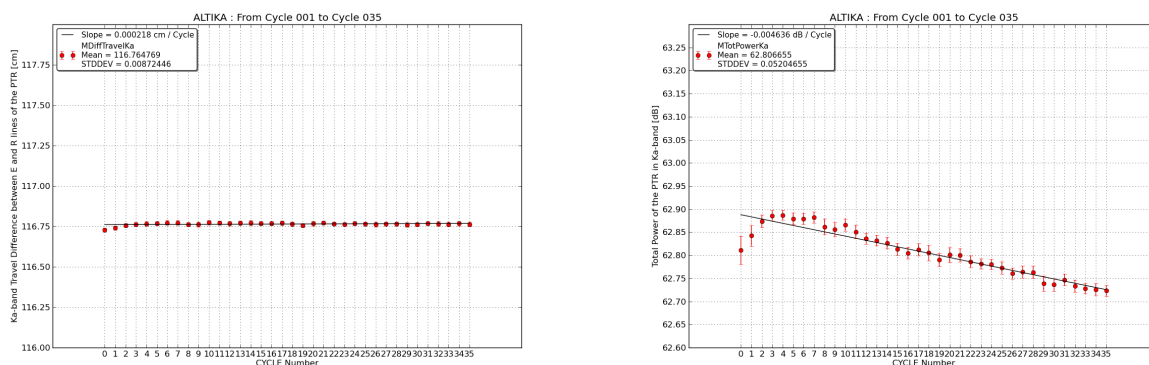 ALTIKA : From Cycle 001 to Cycle 035
Slope = 0.000218 cm / Cycle
MDiffTravelKa
Mean = 116.764769
STDDEV = 0.00872446
Ka-band Travel Difference between E and R lines of the PTR [cm]
117.75
117.50
117.25
117.00
116.75
116.50
116.25
116.00
0 1 2 3 4 5 6 7 8 9 10 11 12 13 14 15 16 17 18 19 20 21 22 23 24 25 26 27 28 29 30 31 32 33 34 35
CYCLE Number
ALTIKA : From Cycle 001 to Cycle 035
Slope = -0.004636 dB / Cycle
MTotPowerKa
Mean = 62.806655
STDDEV = 0.05204655
Total Power of the PTR in Ka-band [dB]
63.25
63.20
63.15
63.10
63.05
63.00
62.95
62.90
62.85
62.80
62.75
62.70
62.65
62.60
0 1 2 3 4 5 6 7 8 9 10 11 12 13 14 15 16 17 18 19 20 21 22 23 24 25 26 27 28 29 30 31 32 33 34 35
CYCLE Number